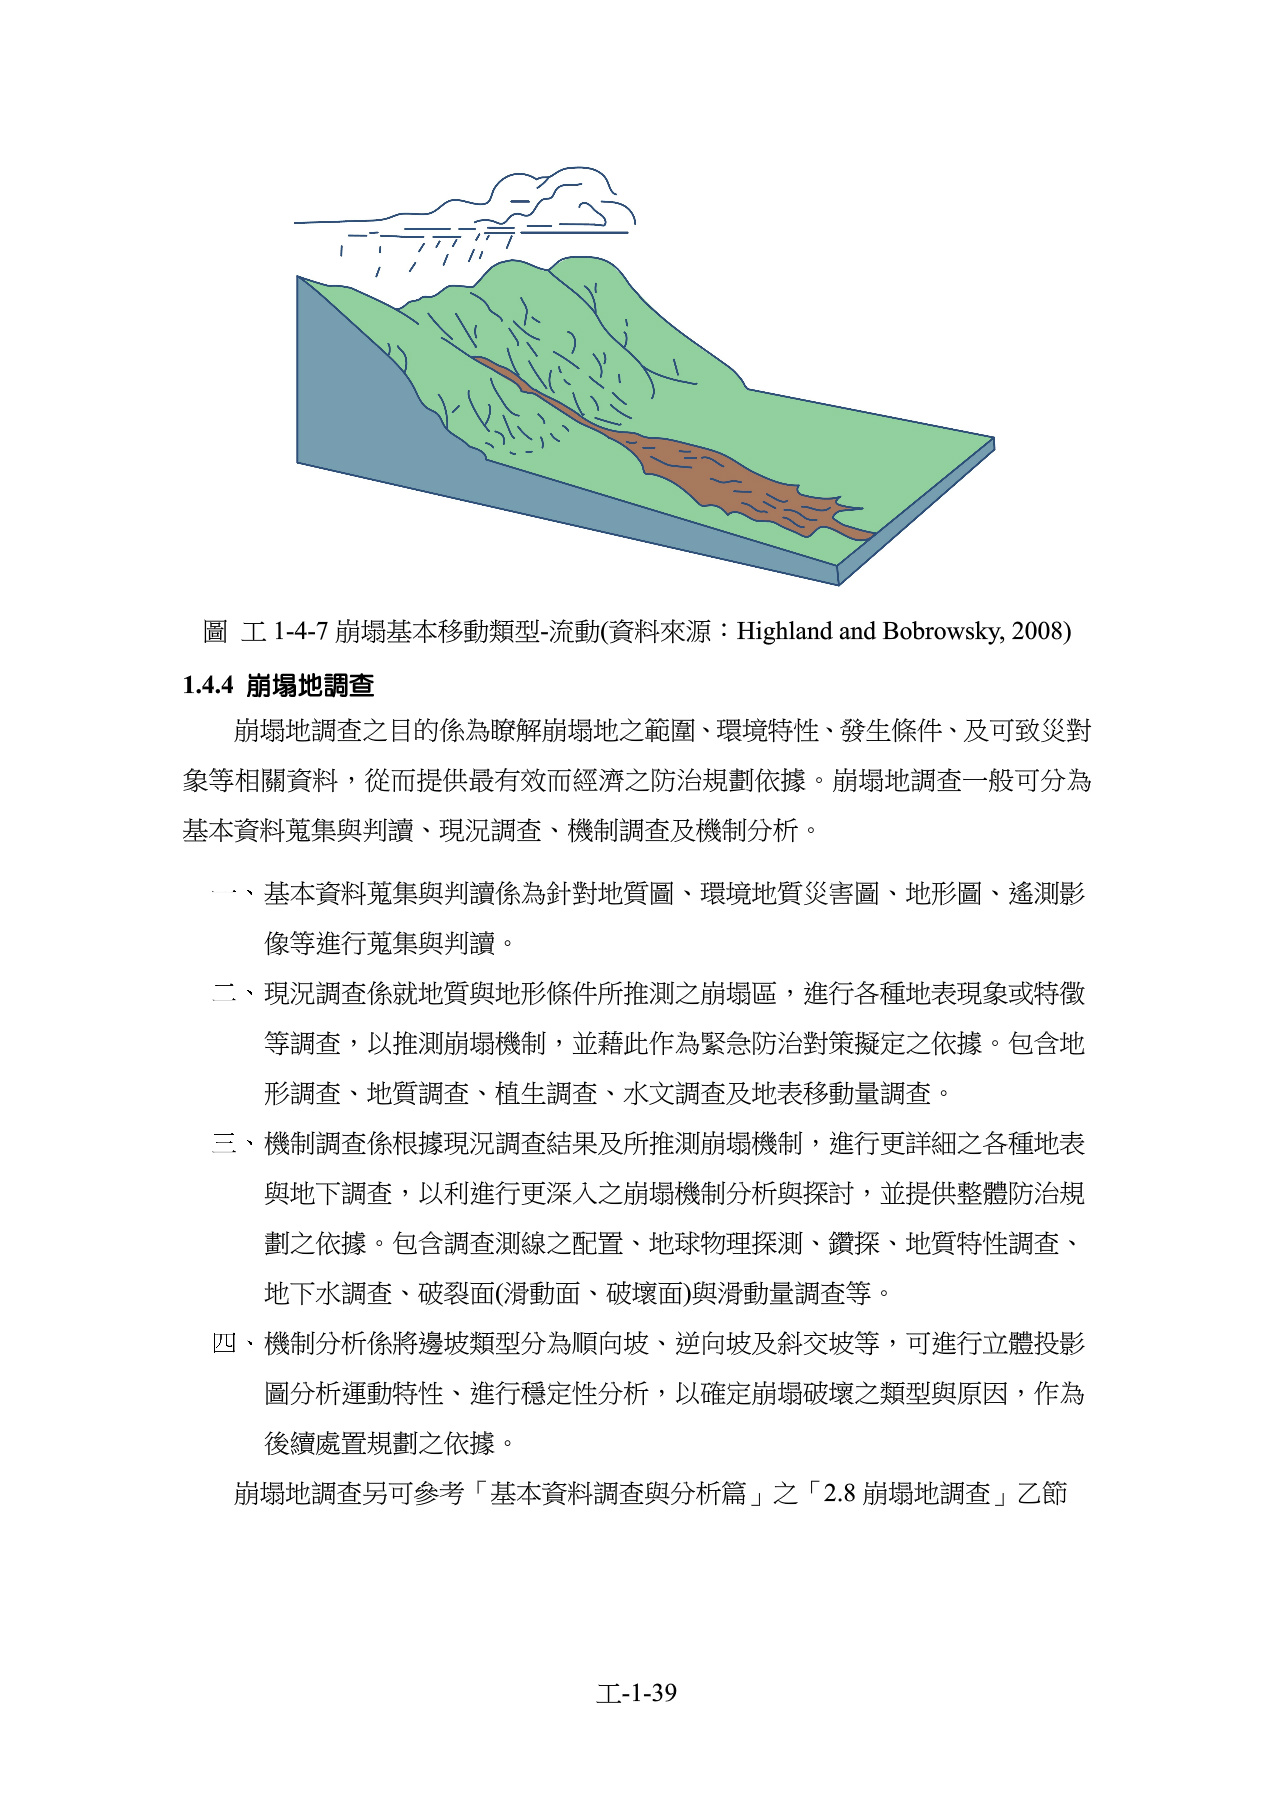 圖 工 1-4-7 崩塌基本移動類型-流動(資料來源：Highland and Bobrowsky, 2008)
1.4.4 崩塌地調查
崩塌地調查之目的係為瞭解崩塌地之範圍、環境特性、發生條件、及可致災對
象等相關資料，從而提供最有效而經濟之防治規劃依據。崩塌地調查一般可分為
基本資料蒐集與判讀、現況調查、機制調查及機制分析。
一、基本資料蒐集與判讀係為針對地質圖、環境地質災害圖、地形圖、遙測影
像等進行蒐集與判讀。
二、現況調查係就地質與地形條件所推測之崩塌區，進行各種地表現象或特徵
等調查，以推測崩塌機制，並藉此作為緊急防治對策擬定之依據。包含地
形調查、地質調查、植生調查、水文調查及地表移動量調查。
三、機制調查係根據現況調查結果及所推測崩塌機制，進行更詳細之各種地表
與地下調查，以利進行更深入之崩塌機制分析與探討，並提供整體防治規
劃之依據。包含調查測線之配置、地球物理探測、鑽探、地質特性調查、
地下水調查、破裂面(滑動面、破壞面)與滑動量調查等。
四、機制分析係將邊坡類型分為順向坡、逆向坡及斜交坡等，可進行立體投影
圖分析運動特性、進行穩定性分析，以確定崩塌破壞之類型與原因，作為
後續處置規劃之依據。
崩塌地調查另可參考「基本資料調查與分析篇」之「2.8 崩塌地調查」乙節
工-1-39